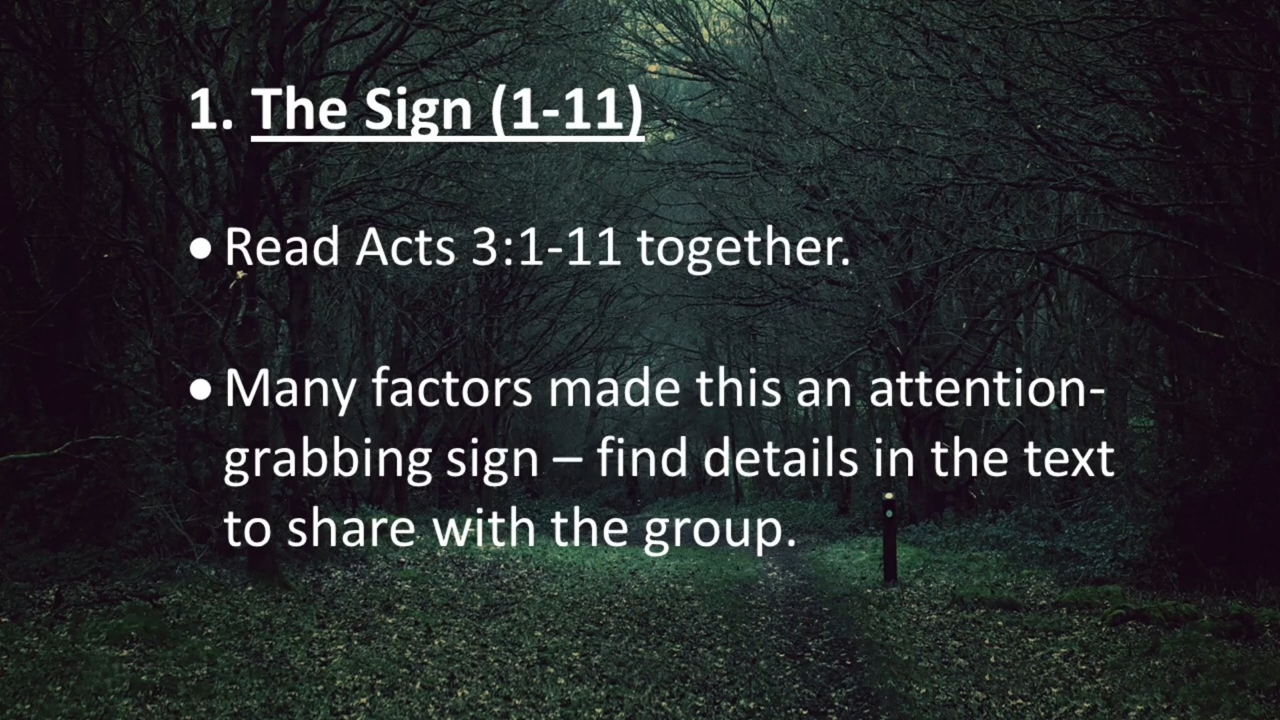 1. The Sign (1-11)
● Read Acts 3:1-11 together.
● Many factors made this an attention-
grabbing sign – find details in the text
to share with the group.